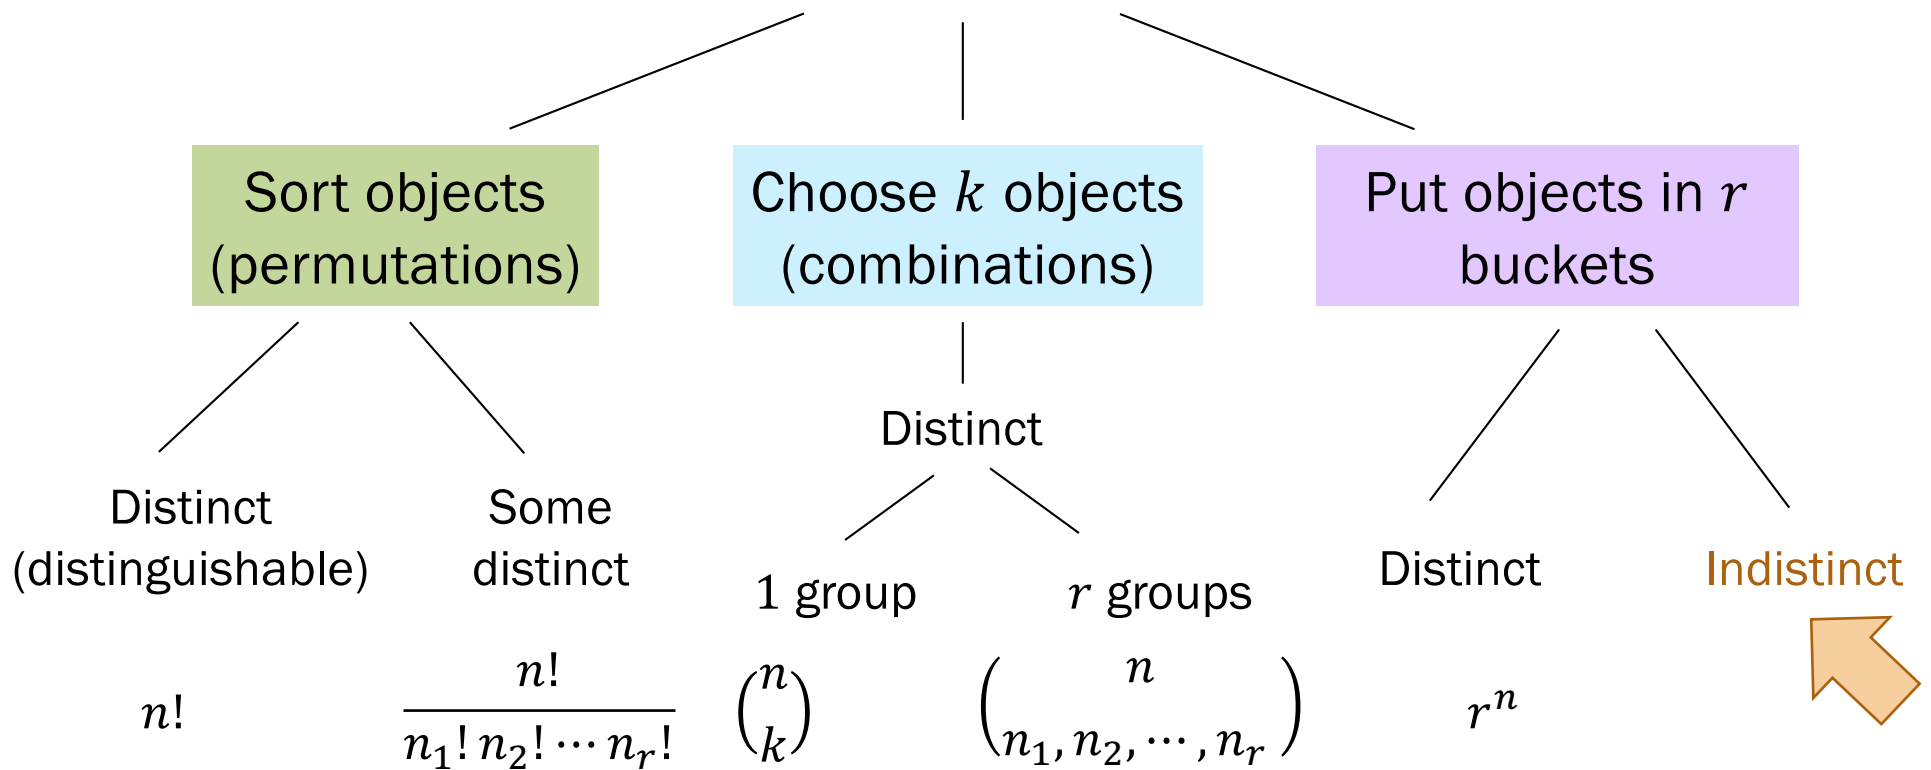 Sort objects
(permutations)
Choose k objects
(combinations)
Put objects in r
buckets
Distinct
Distinct
(distinguishable)
Some
distinct
1 group
r groups
Distinct
Indistinct
n!
n!
n₁! n₂! ⋯ nᵣ!
(n
k)
(n
n₁, n₂, ⋯ , nᵣ)
rⁿ